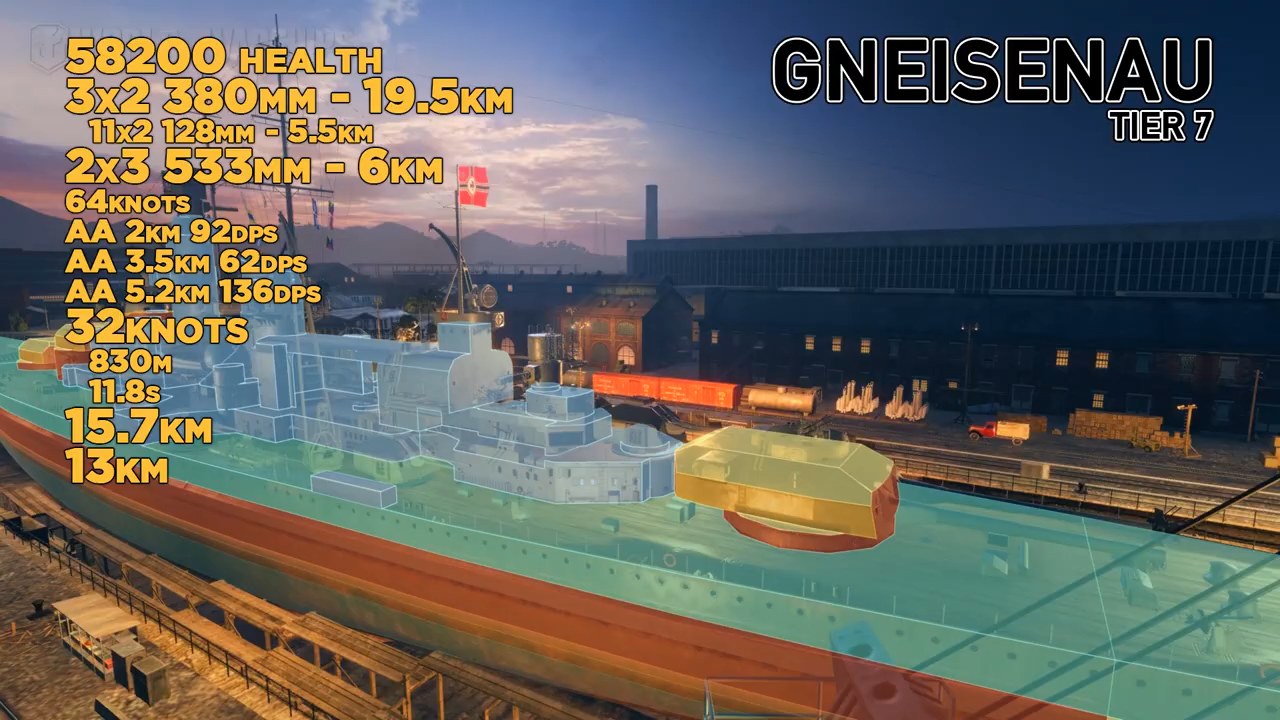 58200 HEALTH
3x2 380MM - 19.5KM
11x2 128MM - 5.5KM
2x3 533MM - 6KM
64KNOTS
AA 2KM 92DPS
AA 3.5KM 62DPS
AA 5.2KM 136DPS
32KNOTS
830M
11.8s
15.7KM
13KM
GNEISENAU
TIER 7